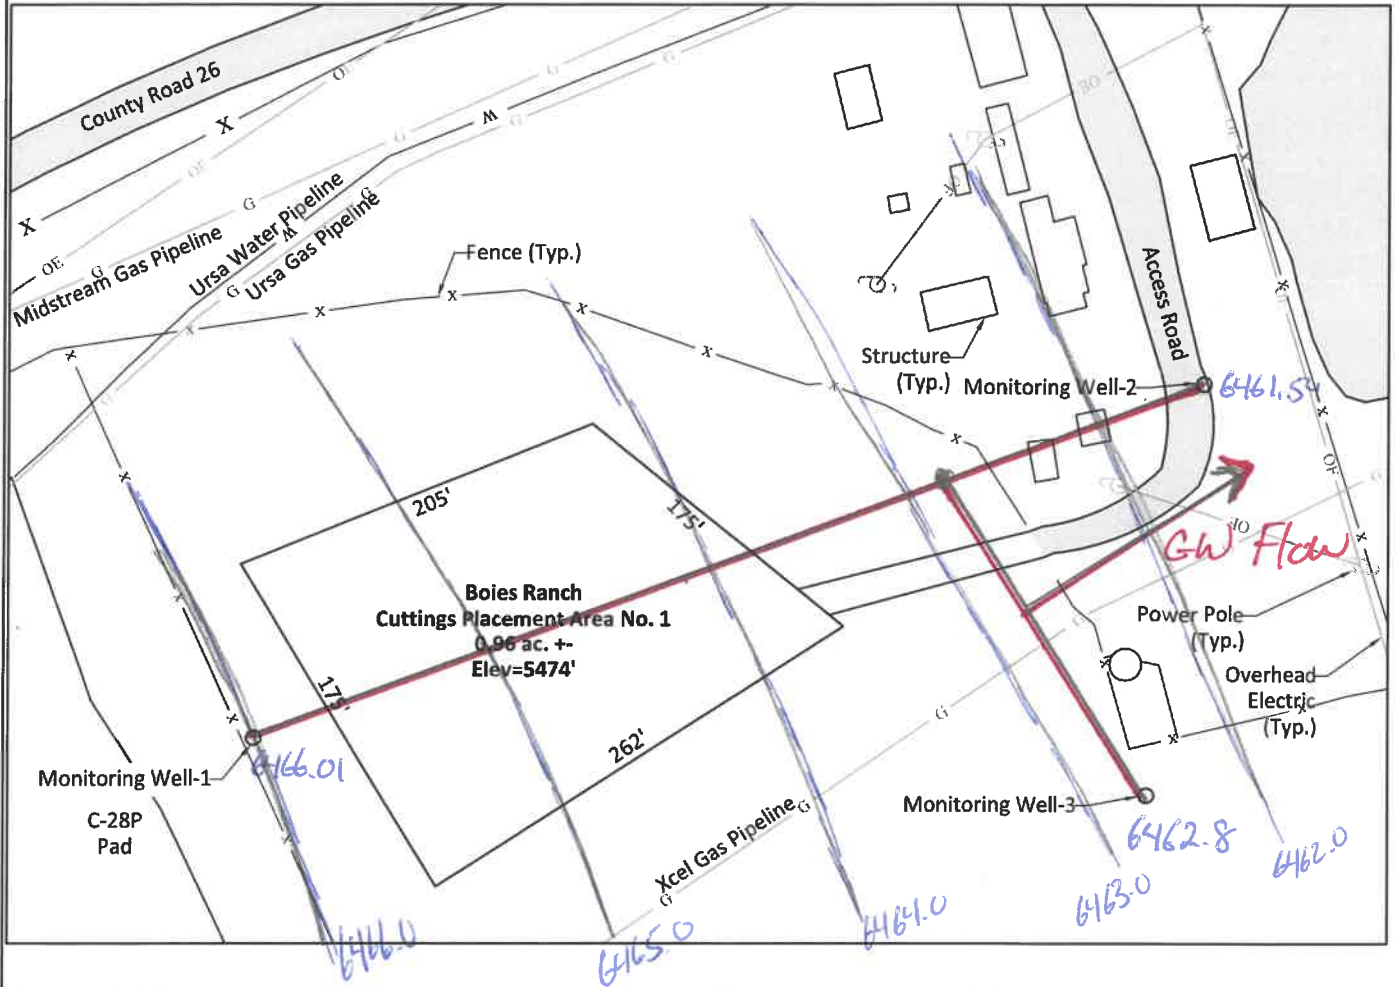 County Road 26
X
X
OE
OE
G
G
G
G
G
G
W
Midstream Gas Pipeline
Ursa Water Pipeline
W
Ursa Gas Pipeline
G
G
Fence (Typ.)
x
x
x
x
x
x
x
x
OE
Access Road
Structure
(Typ.)
Monitoring Well-2
6461.54
205'
175'
OE
GW Flow
Boies Ranch
Cuttings Placement Area No. 1
0.96 ac. +-
Elev=5474'
175'
262'
Power Pole
(Typ.)
Overhead
Electric
(Typ.)
G
G
Monitoring Well-1
6466.01
C-28P
Pad
Xcel Gas Pipeline
G
G
Monitoring Well-3
6462.8
6466.0
6465.0
6464.0
6463.0
6462.0